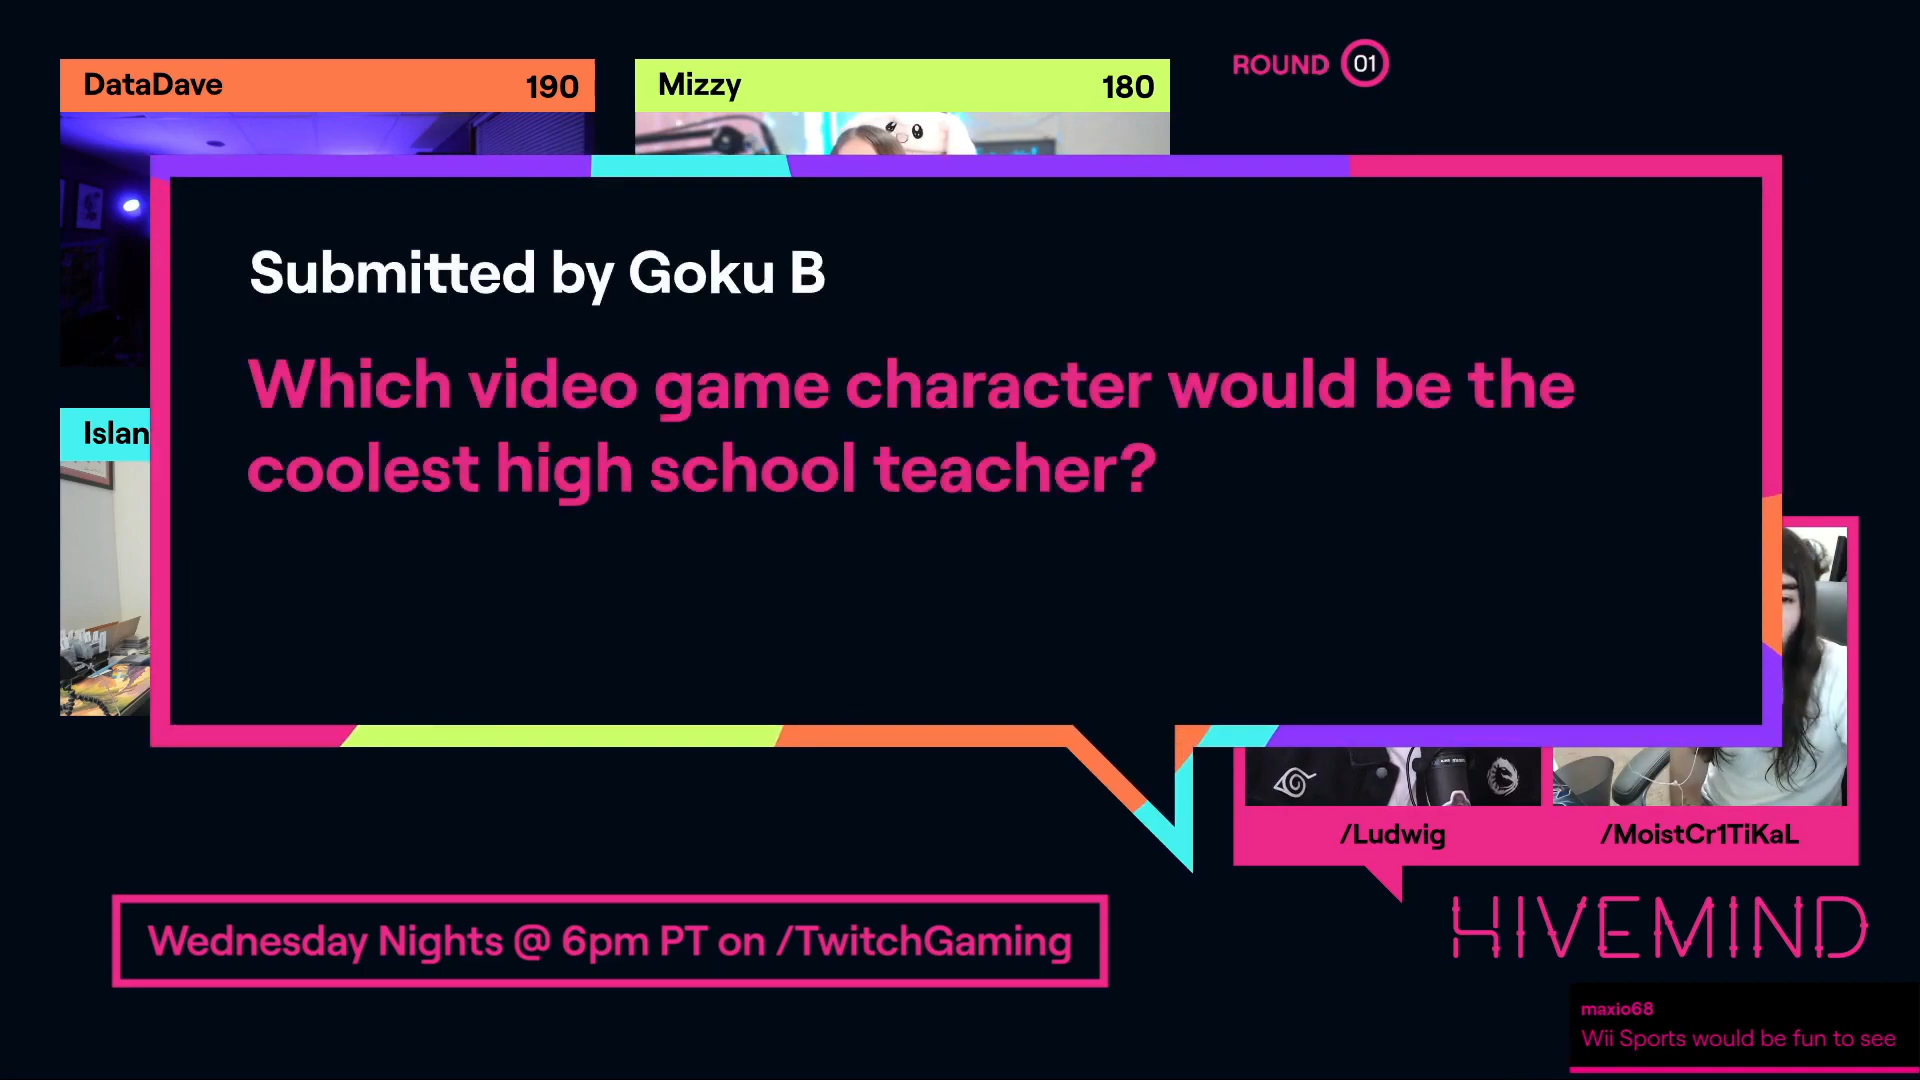 DataDave 190
Mizzy 180
ROUND 01
Submitted by Goku B
Which video game character would be the
coolest high school teacher?
Islan
/Ludwig
/MoistCr1TiKaL
Wednesday Nights @ 6pm PT on /TwitchGaming
HIVEMIND
maxio68
Wii Sports would be fun to see